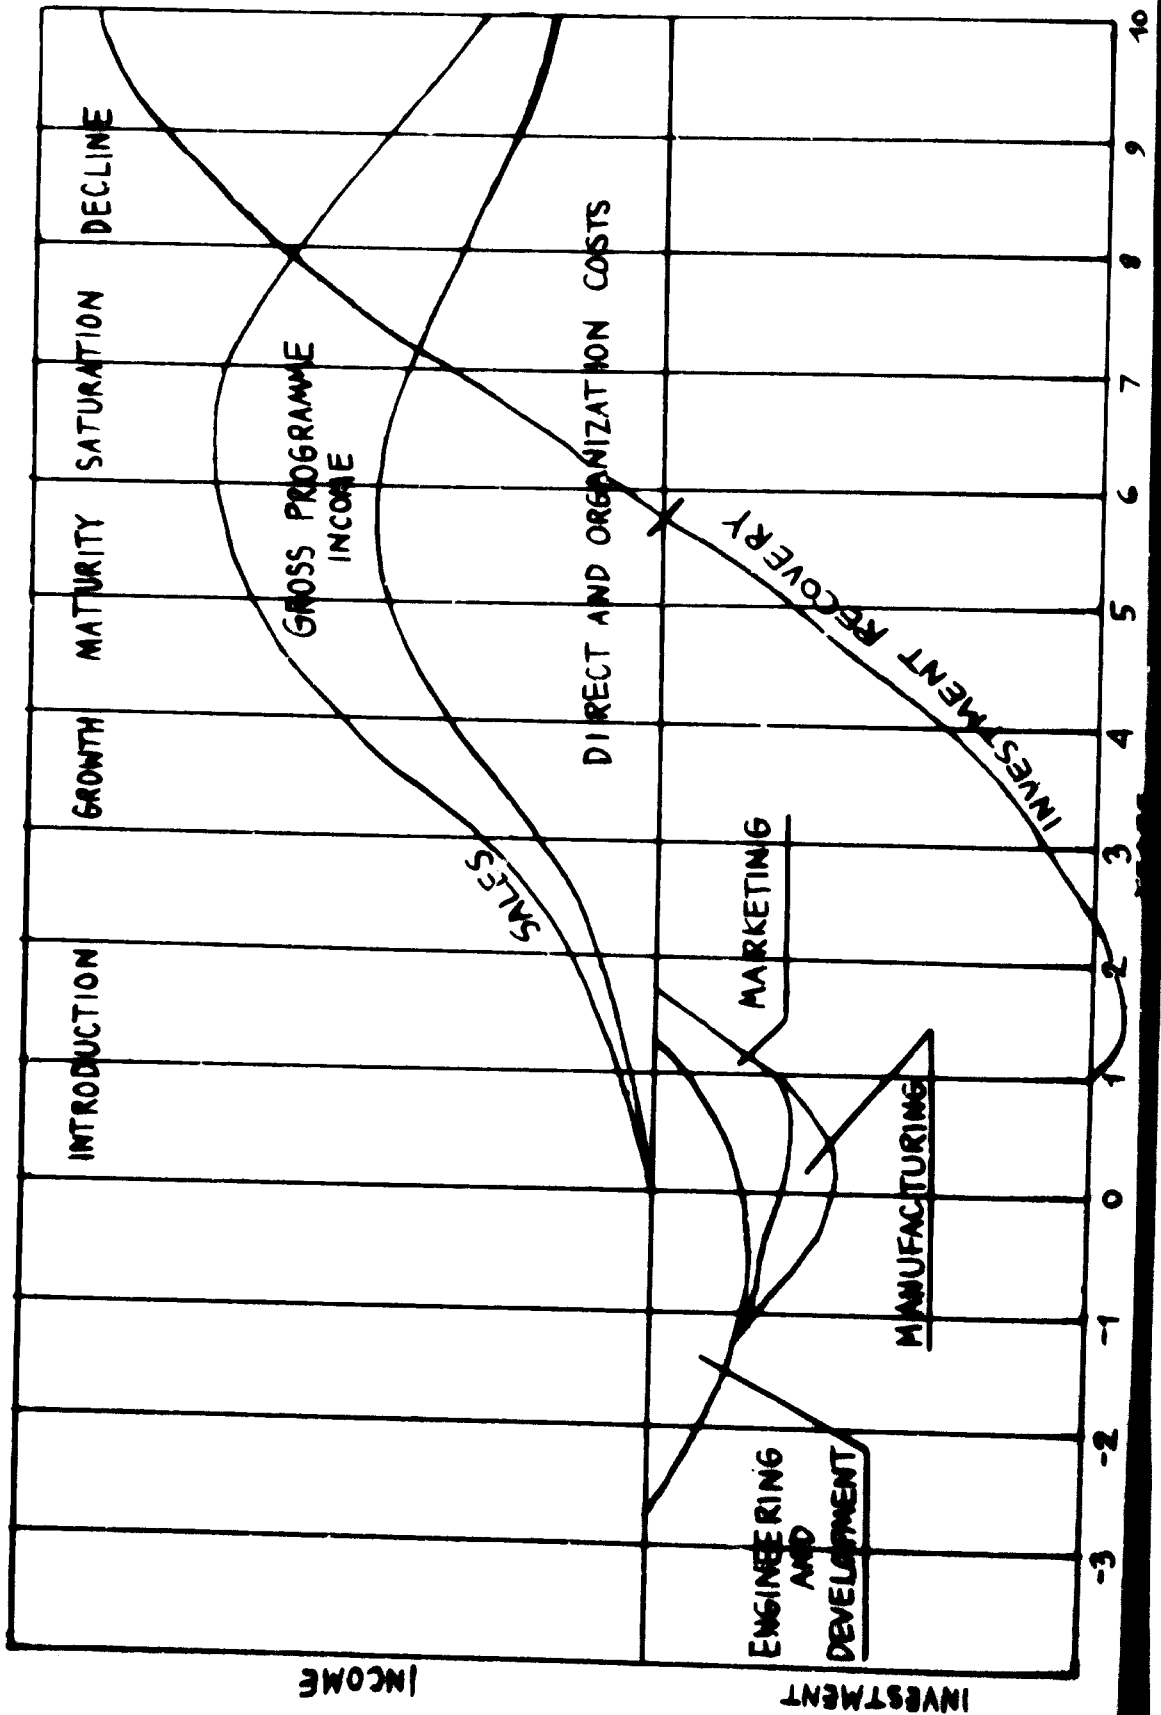 INTRODUCTION GROWTH MATURITY SATURATION DECLINE
GROSS PROGRAMME
INCOME
SALES
DIRECT AND ORGANIZATION COSTS
INVESTMENT RECOVERY
MARKETING
MANUFACTURING
ENGINEERING
AND
DEVELOPMENT
INCOME
INVESTMENT
-3 -2 -1 0 1 2 3 4 5 6 7 8 9 10